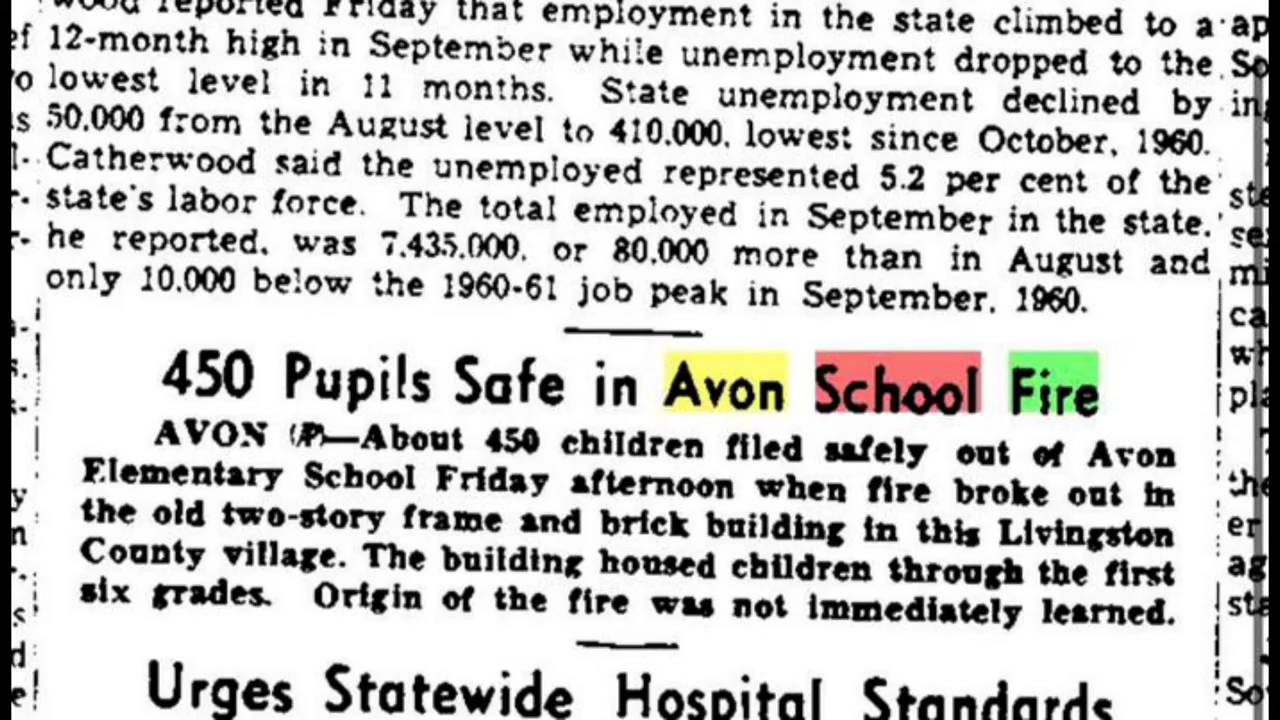 wood reported Friday that employment in the state climbed to a
12-month high in September while unemployment dropped to the
lowest level in 11 months. State unemployment declined by
50,000 from the August level to 410,000, lowest since October, 1960.
Catherwood said the unemployed represented 5.2 per cent of the
state's labor force. The total employed in September in the state,
he reported, was 7,435,000, or 80,000 more than in August and
only 10,000 below the 1960-61 job peak in September, 1960.
450 Pupils Safe in Avon School Fire
AVON (AP)—About 450 children filed safely out of Avon
Elementary School Friday afternoon when fire broke out in
the old two-story frame and brick building in this Livingston
County village. The building housed children through the first
six grades. Origin of the fire was not immediately learned.
Urges Statewide Hospital Standards